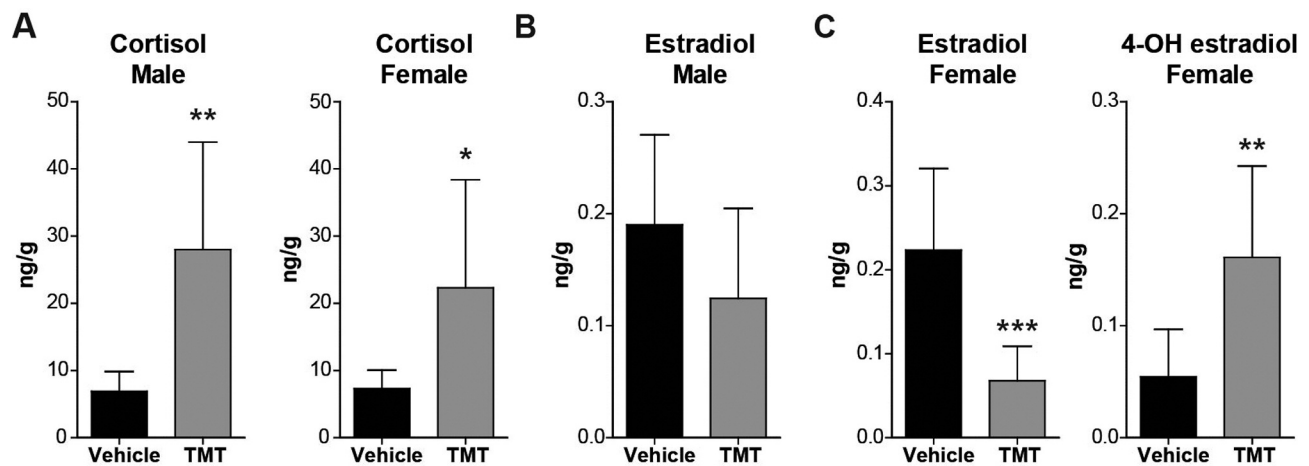 A
Cortisol
Male
50
40
30
20
10
0
ng/g
**
Vehicle TMT
Cortisol
Female
50
40
30
20
10
0
ng/g
*
Vehicle TMT
B
Estradiol
Male
0.3
0.2
0.1
0.0
ng/g
Vehicle TMT
C
Estradiol
Female
0.4
0.3
0.2
0.1
0.0
ng/g
***
Vehicle TMT
4-OH estradiol
Female
0.3
0.2
0.1
0.0
ng/g
**
Vehicle TMT